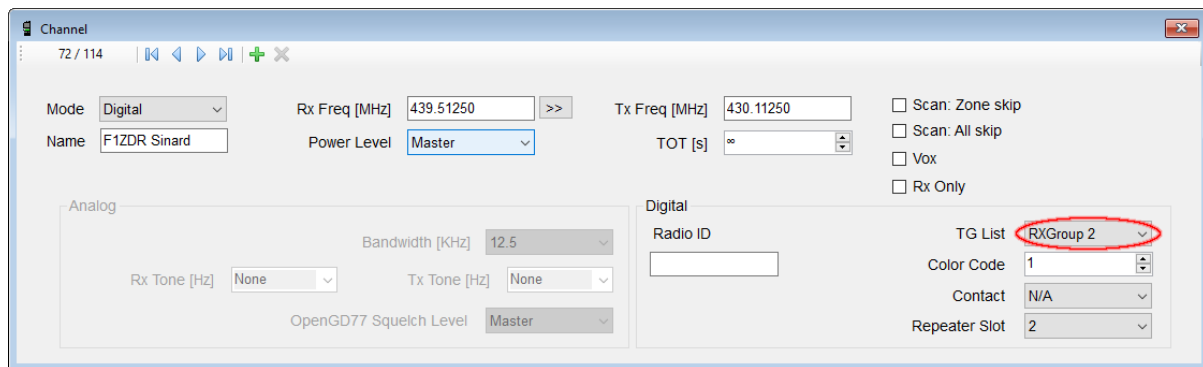 Channel
72 / 114
Mode Digital Rx Freq [MHz] 439.51250 >> Tx Freq [MHz] 430.11250 Scan: Zone skip
Name F1ZDR Sinard Power Level Master TOT [s] ∞ Scan: All skip
Vox
Rx Only
Analog Digital
Bandwidth [KHz] 12.5 Radio ID TG List RXGroup 2
Rx Tone [Hz] None Tx Tone [Hz] None Color Code 1
Contact N/A
OpenGD77 Squelch Level Master Repeater Slot 2